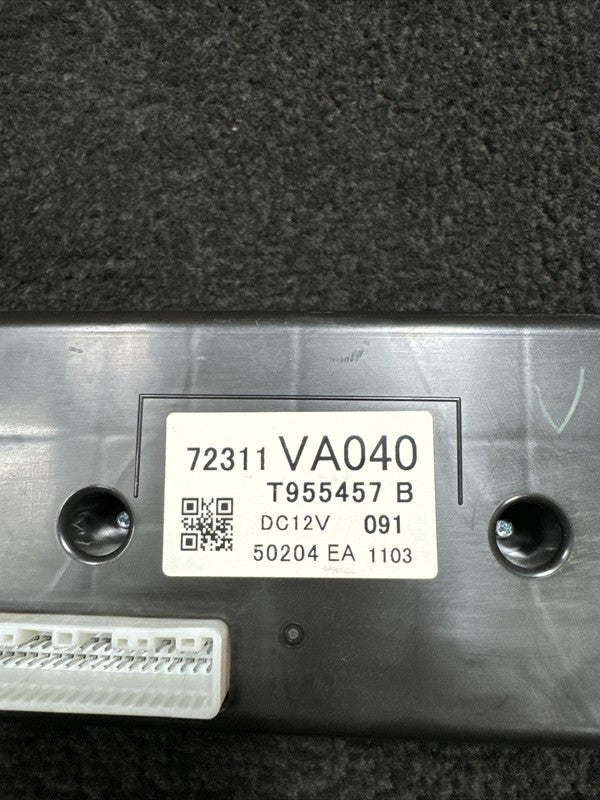 72311 VA040
T955457 B
DC12V 091
50204 EA 1103
V